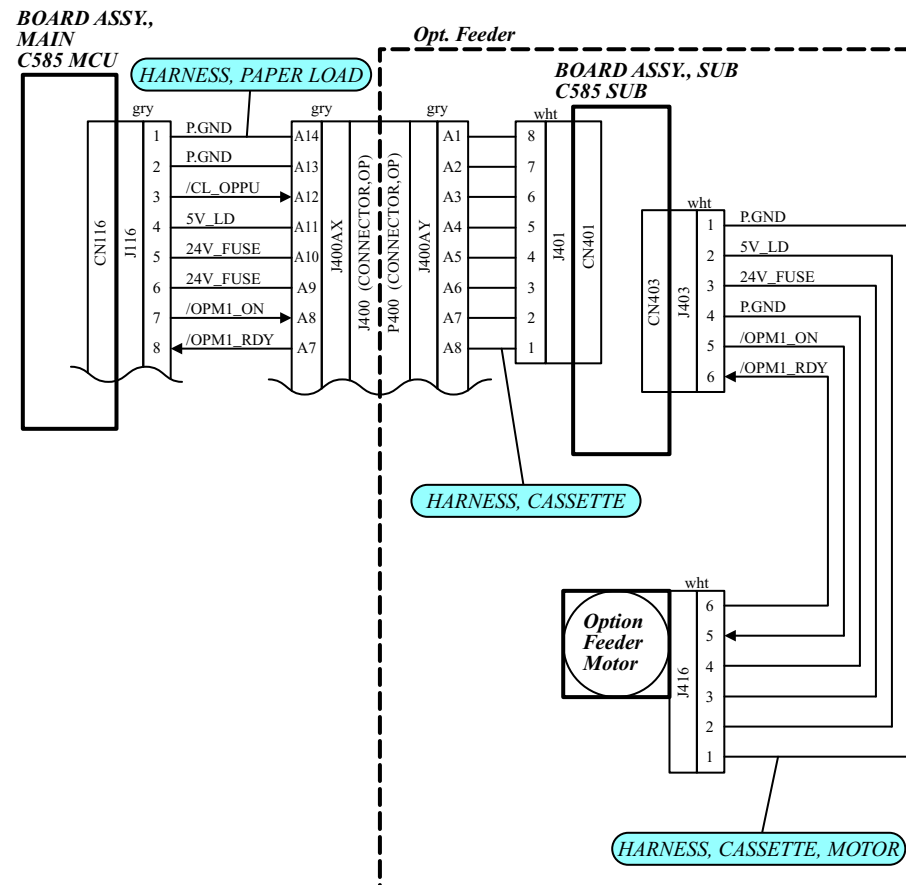 BOARD ASSY.,
MAIN
C585 MCU
Opt. Feeder
HARNESS, PAPER LOAD
BOARD ASSY., SUB
C585 SUB
gry
gry
gry
wht
CN116
J116
1
2
3
4
5
6
7
8
P.GND
P.GND
/CL_OPPU
5V_LD
24V_FUSE
24V_FUSE
/OPM1_ON
/OPM1_RDY
A14
A13
A12
A11
A10
A9
A8
A7
J400AX
J400 (CONNECTOR,OP)
P400 (CONNECTOR,OP)
J400AY
A1
A2
A3
A4
A5
A6
A7
A8
8
7
6
5
4
3
2
1
J401
CN401
wht
CN403
J403
1
2
3
4
5
6
P.GND
5V_LD
24V_FUSE
P.GND
/OPM1_ON
/OPM1_RDY
HARNESS, CASSETTE
wht
Option
Feeder
Motor
J416
6
5
4
3
2
1
HARNESS, CASSETTE, MOTOR